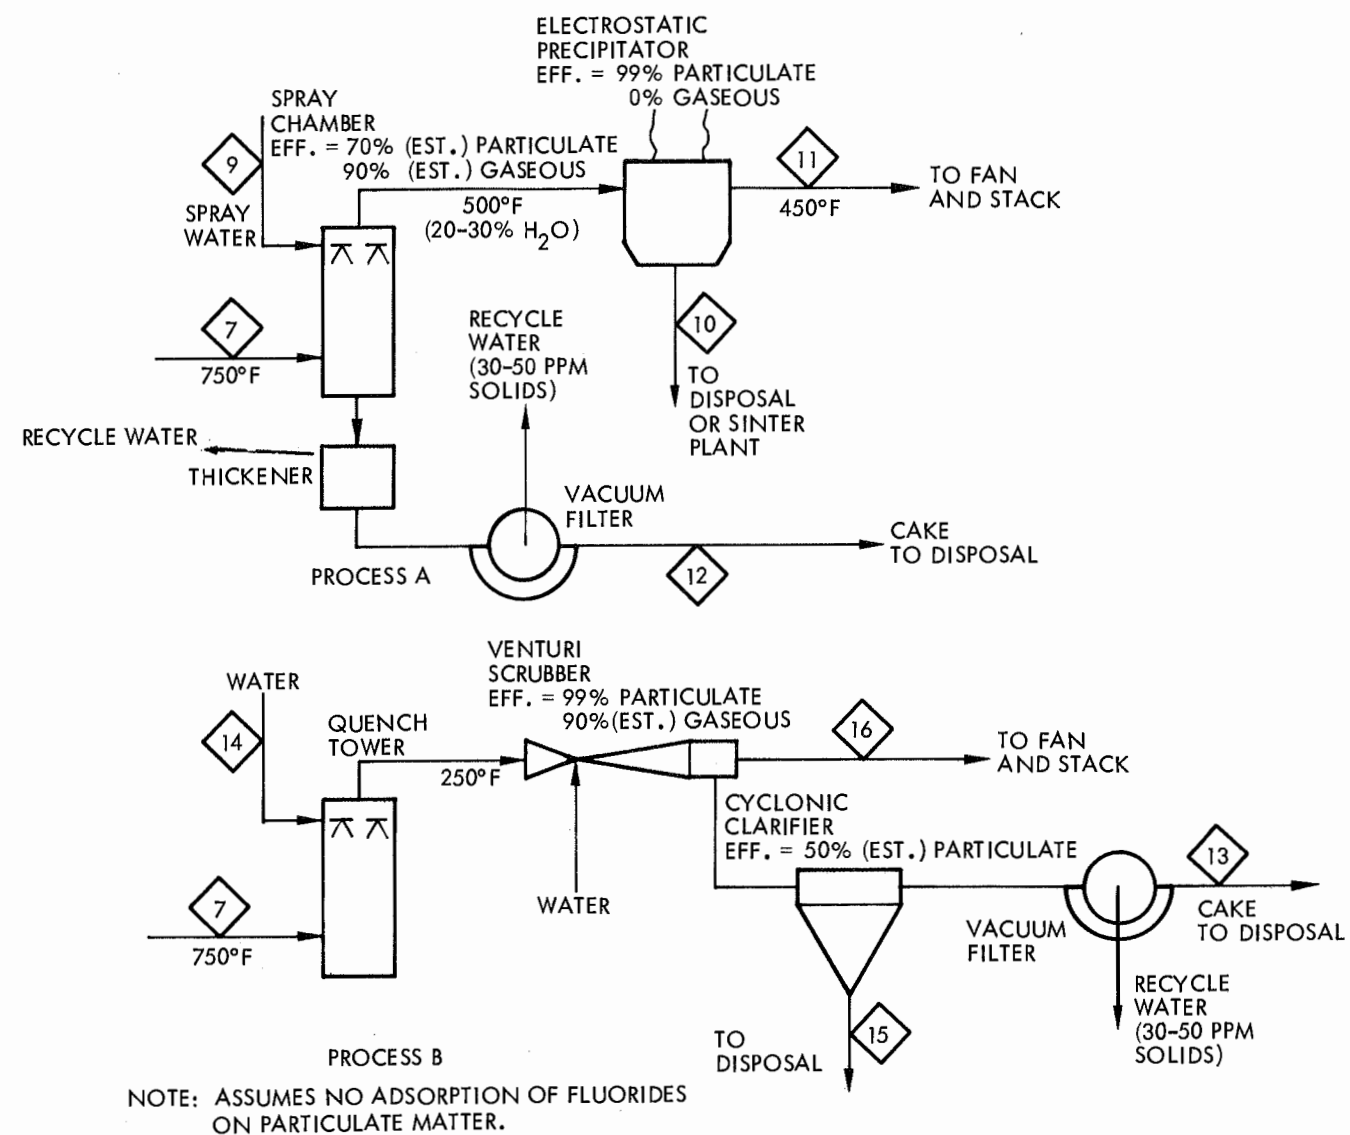 ELECTROSTATIC
PRECIPITATOR
EFF. = 99% PARTICULATE
0% GASEOUS
SPRAY
CHAMBER
EFF. = 70% (EST.) PARTICULATE
90% (EST.) GASEOUS
9
SPRAY
WATER
500°F
(20-30% H2O)
11
450°F
TO FAN
AND STACK
7
750°F
RECYCLE
WATER
(30-50 PPM
SOLIDS)
10
TO
DISPOSAL
OR SINTER
PLANT
RECYCLE WATER
THICKENER
VACUUM
FILTER
CAKE
TO DISPOSAL
12
PROCESS A
WATER
14
QUENCH
TOWER
250°F
VENTURI
SCRUBBER
EFF. = 99% PARTICULATE
90%(EST.) GASEOUS
16
TO FAN
AND STACK
WATER
CYCLONIC
CLARIFIER
EFF. = 50% (EST.) PARTICULATE
7
750°F
VACUUM
FILTER
13
CAKE
TO DISPOSAL
RECYCLE
WATER
(30-50 PPM
SOLIDS)
TO
DISPOSAL
15
PROCESS B
NOTE: ASSUMES NO ADSORPTION OF FLUORIDES
ON PARTICULATE MATTER.